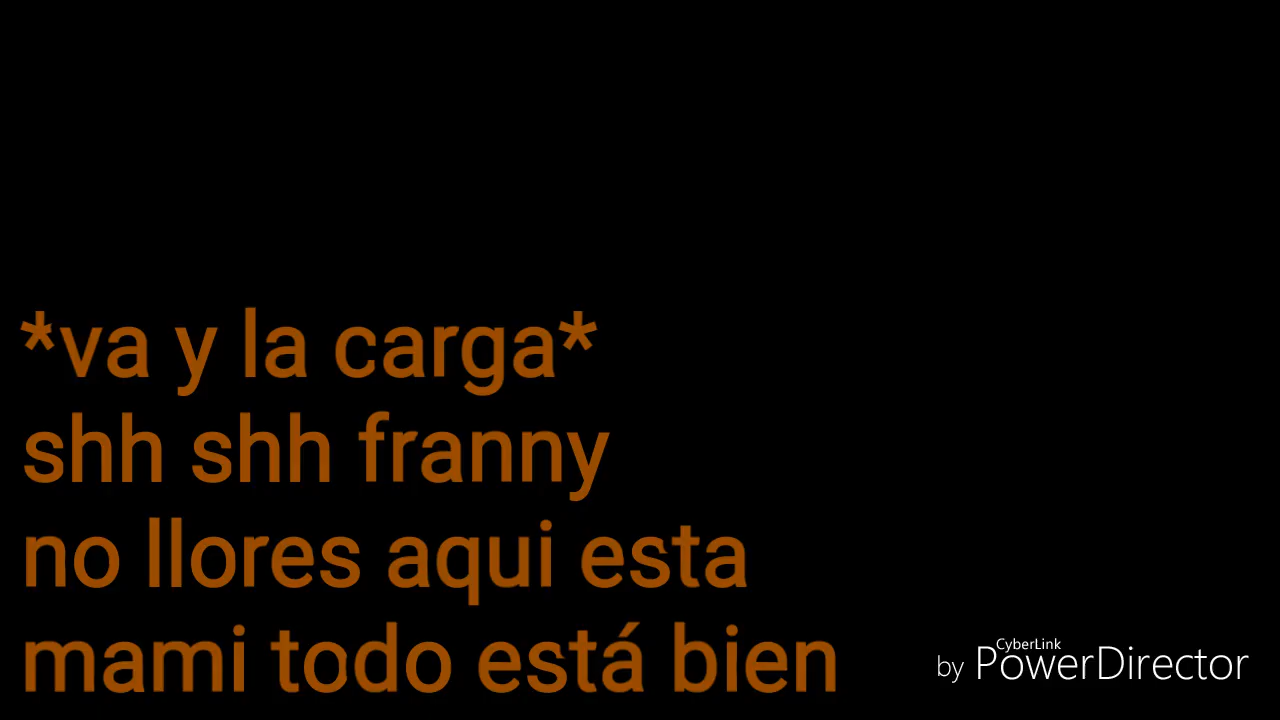 *va y la carga*
shh shh franny
no llores aqui esta
mami todo está bien
CyberLink
by PowerDirector